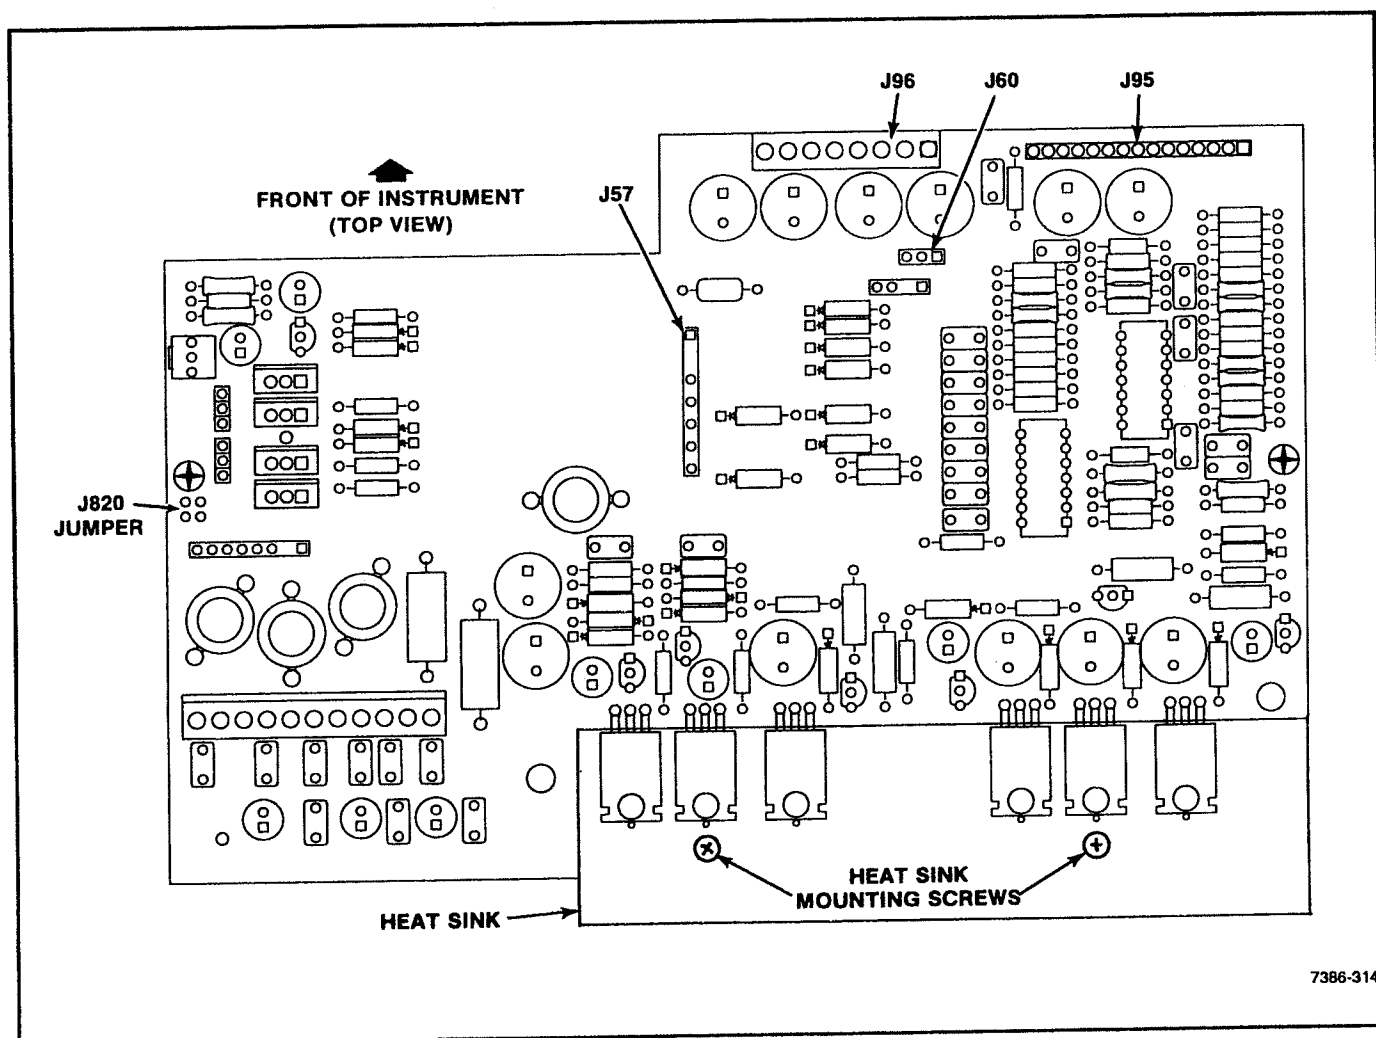 J96
J60
J95
FRONT OF INSTRUMENT
(TOP VIEW)
J57
J820
JUMPER
HEAT SINK
MOUNTING SCREWS
HEAT SINK
7386-314